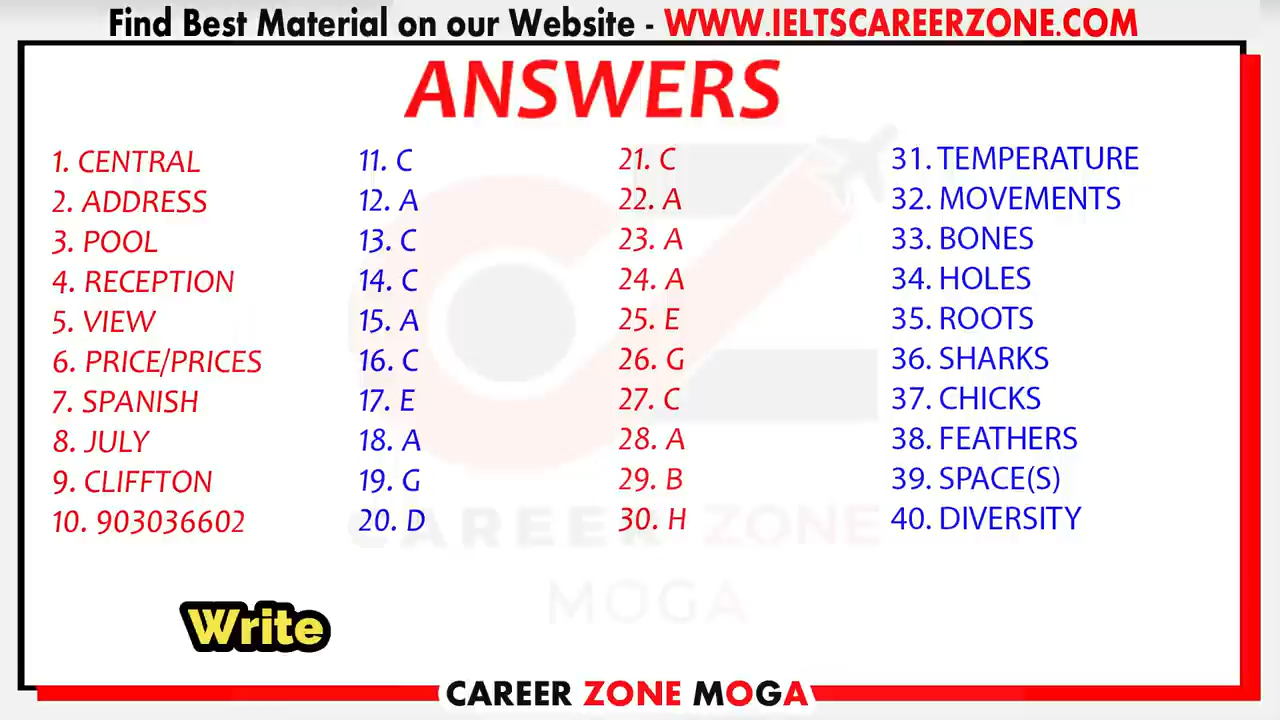 Find Best Material on our Website - WWW.IELTSCAREERZONE.COM
ANSWERS
1. CENTRAL
2. ADDRESS
3. POOL
4. RECEPTION
5. VIEW
6. PRICE/PRICES
7. SPANISH
8. JULY
9. CLIFFTON
10. 903036602
11. C
12. A
13. C
14. C
15. A
16. C
17. E
18. A
19. G
20. D
21. C
22. A
23. A
24. A
25. E
26. G
27. C
28. A
29. B
30. H
31. TEMPERATURE
32. MOVEMENTS
33. BONES
34. HOLES
35. ROOTS
36. SHARKS
37. CHICKS
38. FEATHERS
39. SPACE(S)
40. DIVERSITY
CAREER ZONE
MOGA
Write
CAREER ZONE MOGA